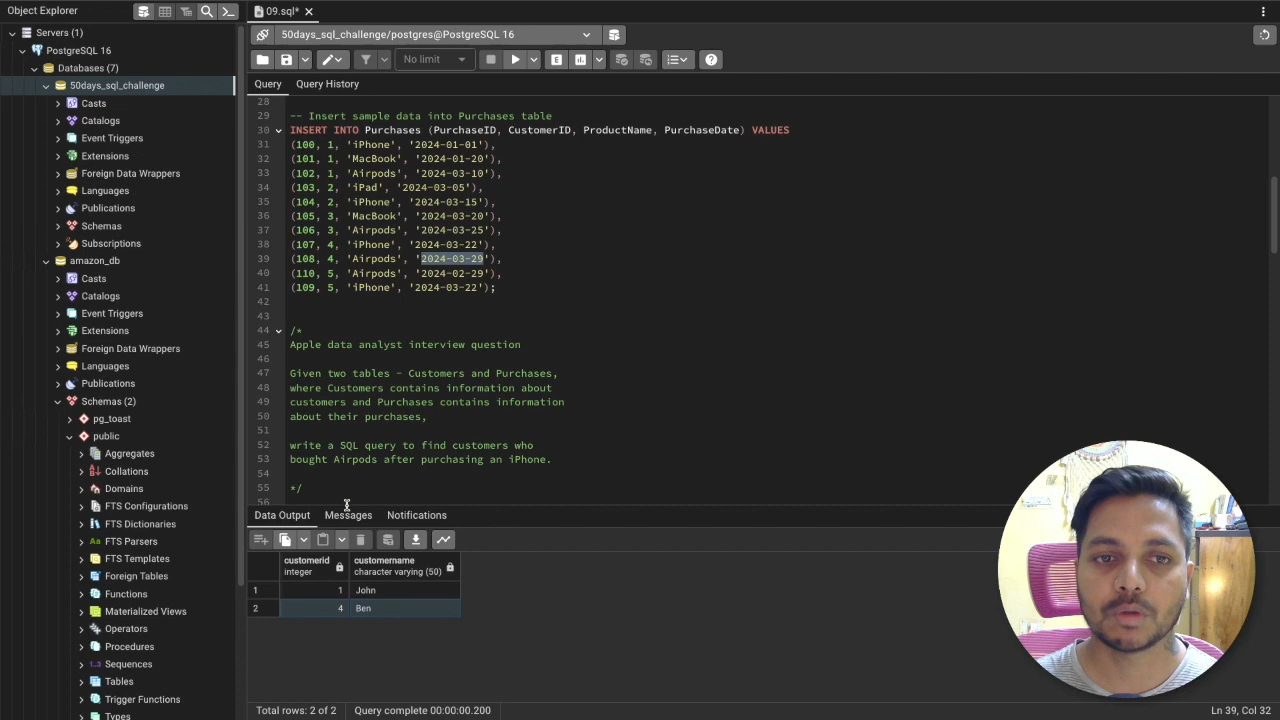 Object Explorer
09.sql*
Servers (1)
PostgreSQL 16
Databases (7)
50days_sql_challenge
Casts
Catalogs
Event Triggers
Extensions
Foreign Data Wrappers
Languages
Publications
Schemas
Subscriptions
amazon_db
Casts
Catalogs
Event Triggers
Extensions
Foreign Data Wrappers
Languages
Publications
Schemas (2)
pg_toast
public
Aggregates
Collations
Domains
FTS Configurations
FTS Dictionaries
Aa FTS Parsers
FTS Templates
Foreign Tables
Functions
Materialized Views
Operators
Procedures
1..3 Sequences
Tables
Trigger Functions
Types
50days_sql_challenge/postgres@PostgreSQL 16
No limit
E
Query Query History
28
29 -- Insert sample data into Purchases table
30 INSERT INTO Purchases (PurchaseID, CustomerID, ProductName, PurchaseDate) VALUES
31 (100, 1, 'iPhone', '2024-01-01'),
32 (101, 1, 'MacBook', '2024-01-20'),
33 (102, 1, 'Airpods', '2024-03-10'),
34 (103, 2, 'iPad', '2024-03-05'),
35 (104, 2, 'iPhone', '2024-03-15'),
36 (105, 3, 'MacBook', '2024-03-20'),
37 (106, 3, 'Airpods', '2024-03-25'),
38 (107, 4, 'iPhone', '2024-03-22'),
39 (108, 4, 'Airpods', '2024-03-29'),
40 (110, 5, 'Airpods', '2024-02-29'),
41 (109, 5, 'iPhone', '2024-03-22');
42
43
44 /*
45 Apple data analyst interview question
46
47 Given two tables - Customers and Purchases,
48 where Customers contains information about
49 customers and Purchases contains information
50 about their purchases,
51
52 write a SQL query to find customers who
53 bought Airpods after purchasing an iPhone.
54
55 */
56
Data Output Messages Notifications
customerid customername
integer character varying (50)
1 1 John
2 4 Ben
Total rows: 2 of 2 Query complete 00:00:00.200 Ln 39, Col 32